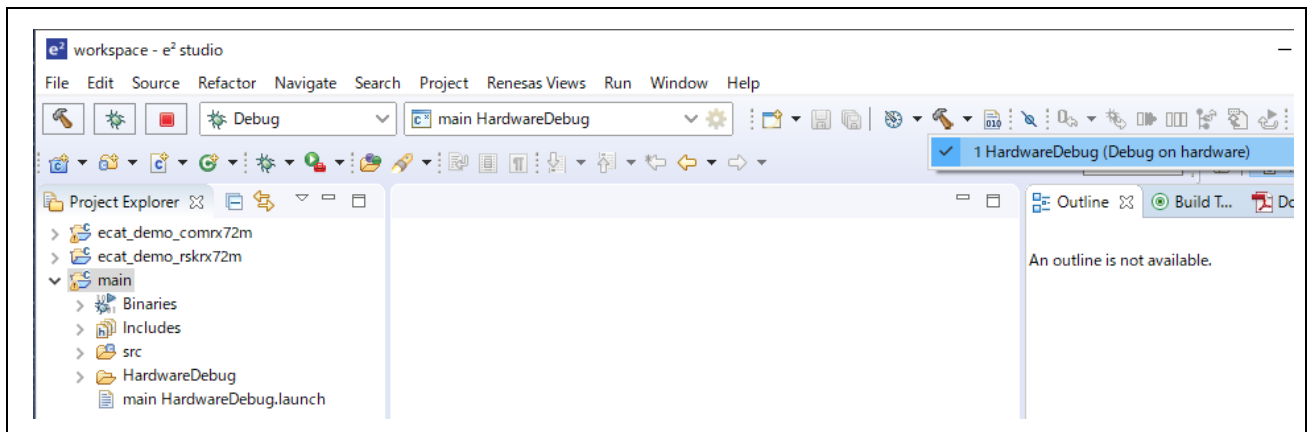 e² workspace - e² studio
File Edit Source Refactor Navigate Search Project Renesas Views Run Window Help
Debug main HardwareDebug 010
1 HardwareDebug (Debug on hardware)
Project Explorer Outline Build T... Do
ecat_demo_comrx72m
An outline is not available.
ecat_demo_rskrx72m
main
Binaries
Includes
src
HardwareDebug
main HardwareDebug.launch